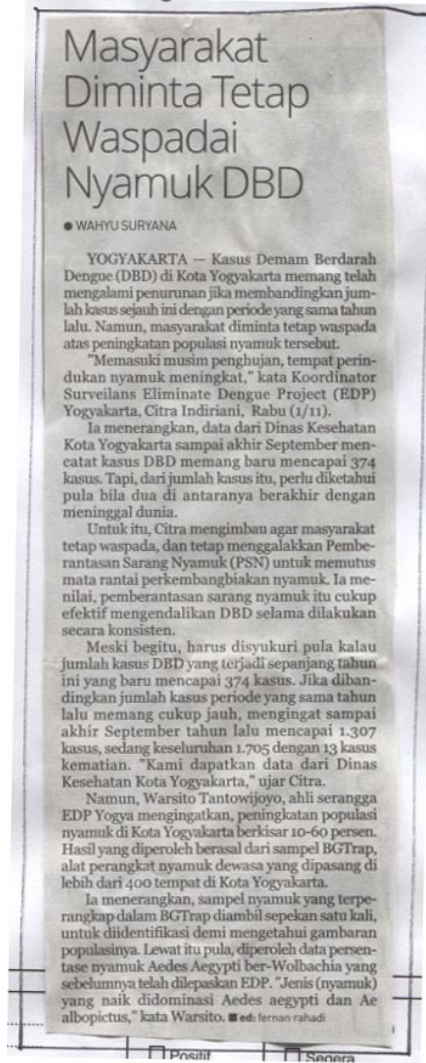 Masyarakat
Diminta Tetap
Waspadai
Nyamuk DBD
● WAHYU SURYANA
YOGYAKARTA — Kasus Demam Berdarah
Dengue (DBD) di Kota Yogyakarta memang telah
mengalami penurunan jika membandingkan jum-
lah kasus sejauh ini dengan periode yang sama tahun
lalu. Namun, masyarakat diminta tetap waspada
atas peningkatan populasi nyamuk tersebut.
"Memasuki musim penghujan, tempat perin-
dukan nyamuk meningkat," kata Koordinator
Surveilans Eliminate Dengue Project (EDP)
Yogyakarta, Citra Indiriani, Rabu (1/11).
Ia menerangkan, data dari Dinas Kesehatan
Kota Yogyakarta sampai akhir September men-
catat kasus DBD memang baru mencapai 374
kasus. Tapi, dari jumlah kasus itu, perlu diketahui
pula bila dua di antaranya berakhir dengan
meninggal dunia.
Untuk itu, Citra mengimbau agar masyarakat
tetap waspada, dan tetap menggalakkan Pembe-
rantasan Sarang Nyamuk (PSN) untuk memutus
mata rantai perkembangbiakan nyamuk. Ia me-
nilai, pemberantasan sarang nyamuk itu cukup
efektif mengendalikan DBD selama dilakukan
secara konsisten.
Meski begitu, harus disyukuri pula kalau
jumlah kasus DBD yang terjadi sepanjang tahun
ini yang baru mencapai 374 kasus. Jika diban-
dingkan jumlah kasus periode yang sama tahun
lalu memang cukup jauh, mengingat sampai
akhir September tahun lalu mencapai 1.307
kasus, sedang keseluruhan 1.705 dengan 13 kasus
kematian. "Kami dapatkan data dari Dinas
Kesehatan Kota Yogyakarta," ujar Citra.
Namun, Warsito Tantowijoyo, ahli serangga
EDP Yogya mengingatkan, peningkatan populasi
nyamuk di Kota Yogyakarta berkisar 10-60 persen.
Hasil yang diperoleh berasal dari sampel BGTrap,
alat perangkat nyamuk dewasa yang dipasang di
lebih dari 400 tempat di Kota Yogyakarta.
Ia menerangkan, sampel nyamuk yang terpe-
rangkap dalam BGTrap diambil sepekan satu kali,
untuk diidentifikasi demi mengetahui gambaran
populasinya. Lewat itu pula, diperoleh data persen-
tase nyamuk Aedes Aegypti ber-Wolbachia yang
sebelumnya telah dilepaskan EDP. "Jenis (nyamuk)
yang naik didominasi Aedes aegypti dan Ae
albopictus," kata Warsito. ■ ed: fernan rahadi
Positif
Segera